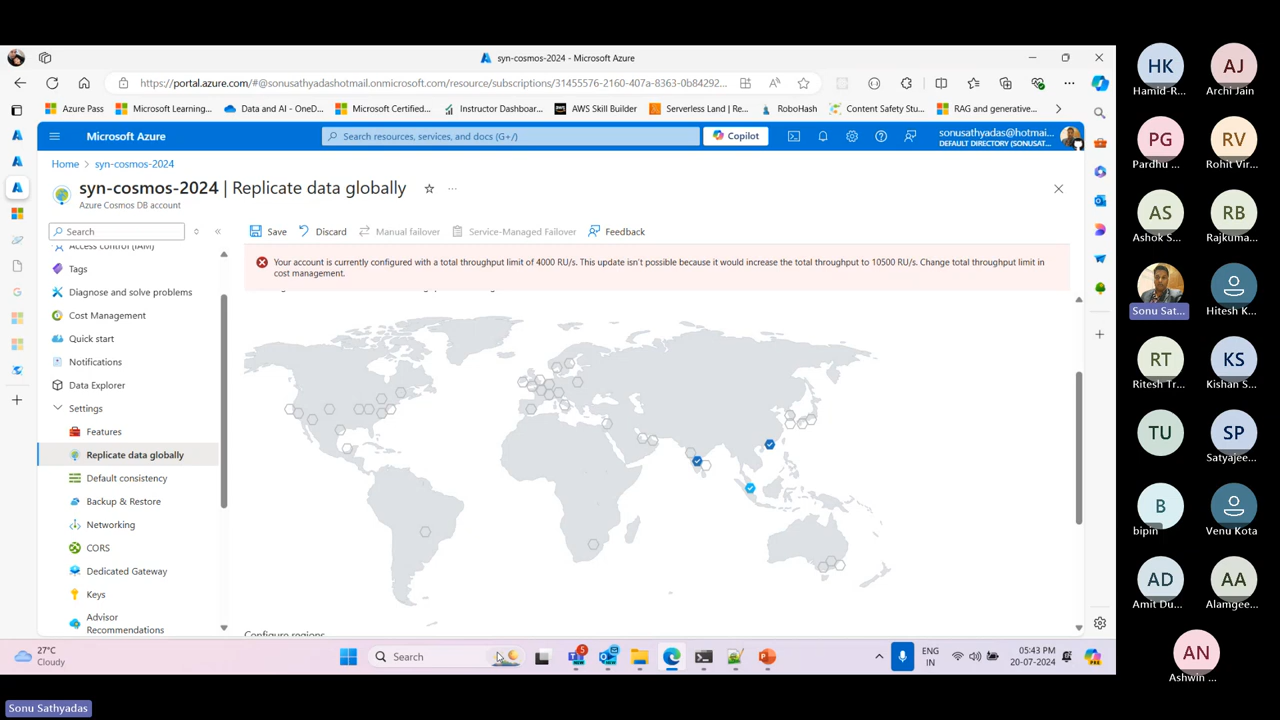 syn-cosmos-2024 - Microsoft Azure
https://portal.azure.com/#@sonusathyadashotmail.onmicrosoft.com/resource/subscriptions/31455576-2160-407a-8363-0b84292...
Azure Pass
Microsoft Learning...
Data and AI - OneD...
Microsoft Certified...
Instructor Dashboar...
AWS Skill Builder
Serverless Land | Re...
RoboHash
Content Safety Stu...
RAG and generative...
Microsoft Azure
Search resources, services, and docs (G+/)
Copilot
sonusathyadas@hotmai...
DEFAULT DIRECTORY (SONUSAT...
Home > syn-cosmos-2024
syn-cosmos-2024 | Replicate data globally
Azure Cosmos DB account
Search
Save
Discard
Manual failover
Service-Managed Failover
Feedback
Your account is currently configured with a total throughput limit of 4000 RU/s. This update isn't possible because it would increase the total throughput to 10500 RU/s. Change total throughput limit in
cost management.
Access control (IAM)
Tags
Diagnose and solve problems
Cost Management
Quick start
Notifications
Data Explorer
Settings
Features
Replicate data globally
Default consistency
Backup & Restore
Networking
CORS
Dedicated Gateway
Keys
Advisor
Recommendations
Configure regions
27°C
Cloudy
Search
5
ENG
IN
05:43 PM
20-07-2024
HK
Hamid-R...
AJ
Archi Jain
PG
Pardhu ...
RV
Rohit Vir...
AS
Ashok S...
RB
Rajkuma...
Sonu Sat...
Hitesh K...
RT
Ritesh Tr...
KS
Kishan S...
TU
SP
Satyajee...
B
bipin
Venu Kota
AD
Amit Du...
AA
Alamgee...
AN
Ashwin ...
Sonu Sathyadas